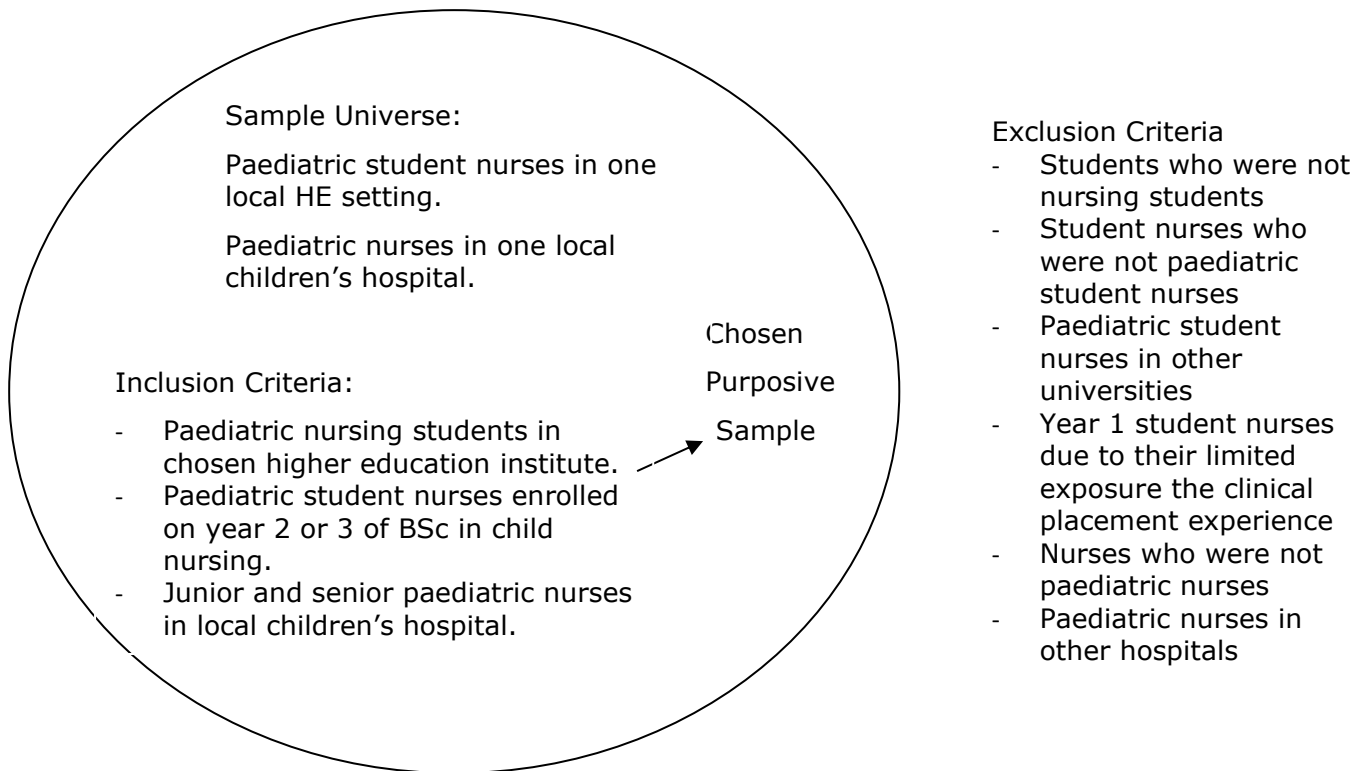 Sample Universe:
Paediatric student nurses in one
local HE setting.
Paediatric nurses in one local
children’s hospital.
Chosen
Purposive
Sample
Inclusion Criteria:
- Paediatric nursing students in
chosen higher education institute.
- Paediatric student nurses enrolled
on year 2 or 3 of BSc in child
nursing.
- Junior and senior paediatric nurses
in local children’s hospital.
Exclusion Criteria
- Students who were not
nursing students
- Student nurses who
were not paediatric
student nurses
- Paediatric student
nurses in other
universities
- Year 1 student nurses
due to their limited
exposure the clinical
placement experience
- Nurses who were not
paediatric nurses
- Paediatric nurses in
other hospitals